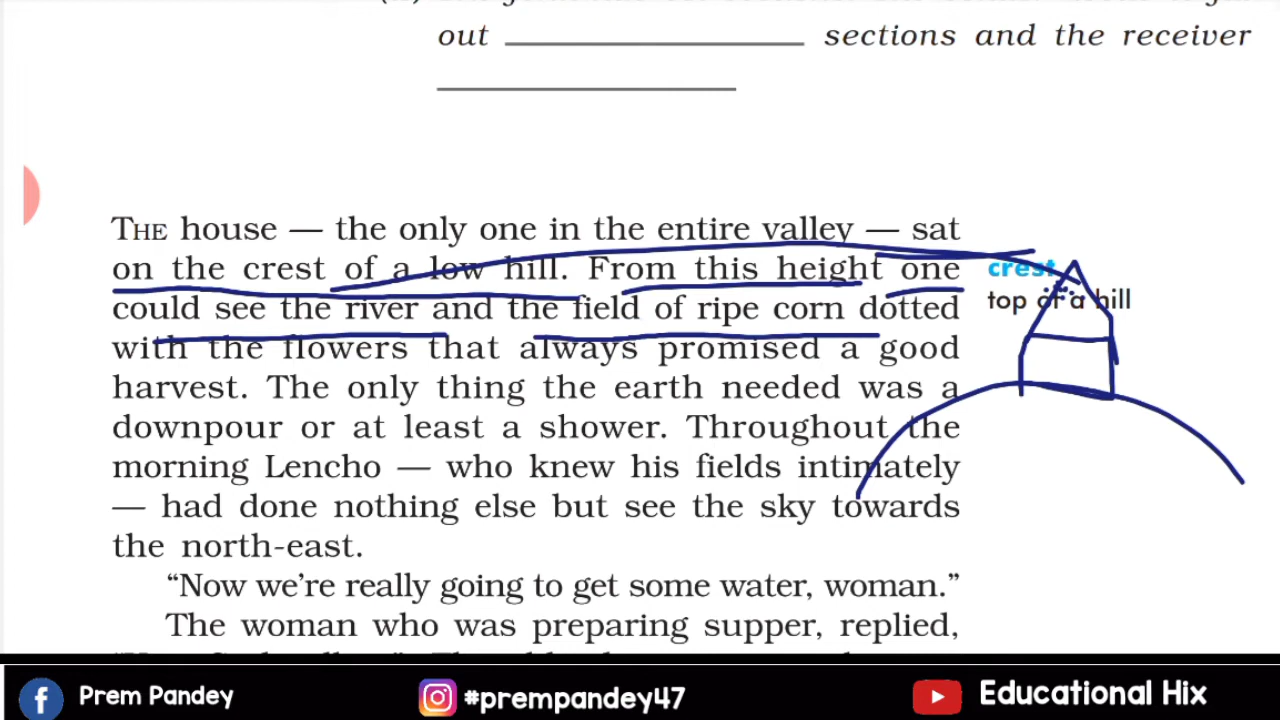 out ____________ sections and the receiver
____________
THE house — the only one in the entire valley — sat
on the crest of a low hill. From this height one
could see the river and the field of ripe corn dotted
with the flowers that always promised a good
harvest. The only thing the earth needed was a
downpour or at least a shower. Throughout the
morning Lencho — who knew his fields intimately
— had done nothing else but see the sky towards
the north-east.
“Now we’re really going to get some water, woman.”
The woman who was preparing supper, replied,
crest
top of a hill
Prem Pandey
#prempandey47
Educational Hix